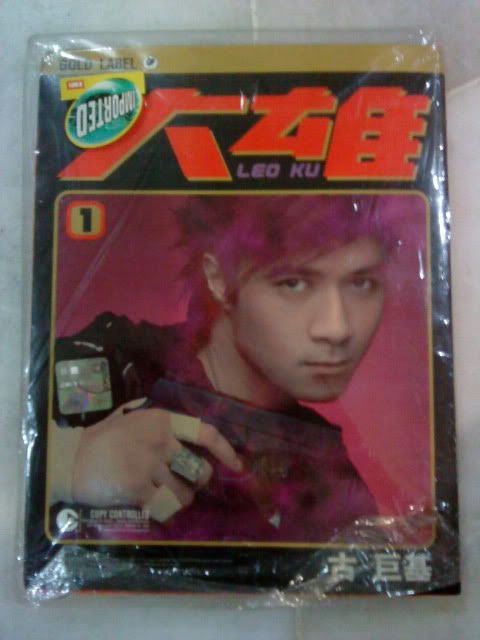 GOLD LABEL
IMPORTED
大雄
LEO KU
1
COPY CONTROLLED
古巨基